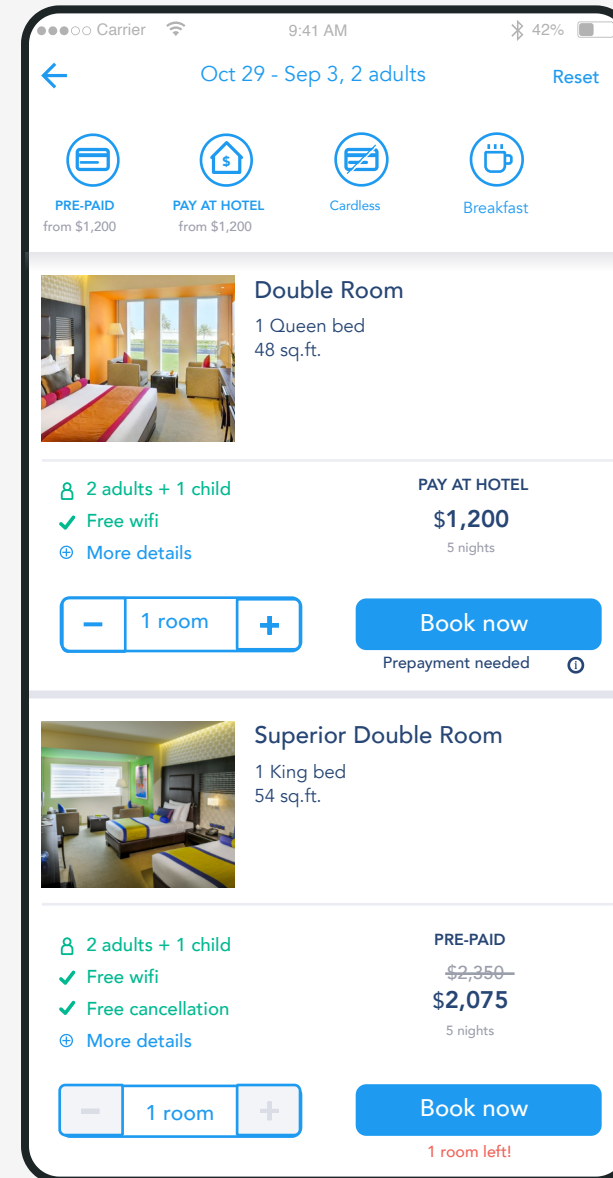 Carrier
9:41 AM
42%
Oct 29 - Sep 3, 2 adults
Reset
$
PRE-PAID
from $1,200
PAY AT HOTEL
from $1,200
Cardless
Breakfast
Double Room
1 Queen bed
48 sq.ft.
2 adults + 1 child
Free wifi
More details
PAY AT HOTEL
$1,200
5 nights
1 room
Book now
Prepayment needed
Superior Double Room
1 King bed
54 sq.ft.
2 adults + 1 child
Free wifi
Free cancellation
More details
PRE-PAID
$2,350
$2,075
5 nights
1 room
Book now
1 room left!